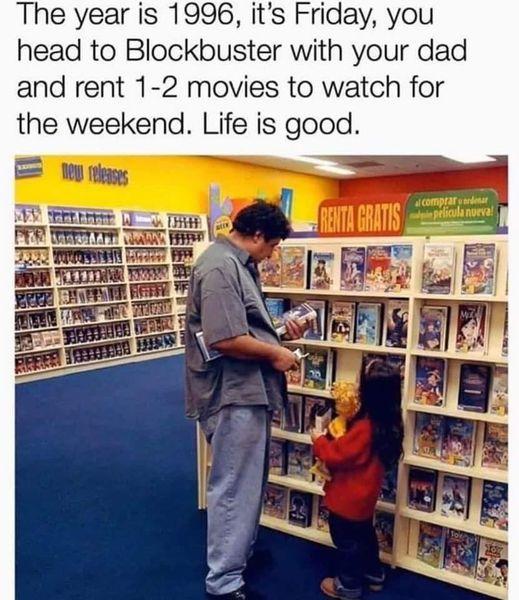 The year is 1996, it's Friday, you
head to Blockbuster with your dad
and rent 1-2 movies to watch for
the weekend. Life is good.
new releases
RENTA GRATIS
al comprar u ordenar
película nueva!